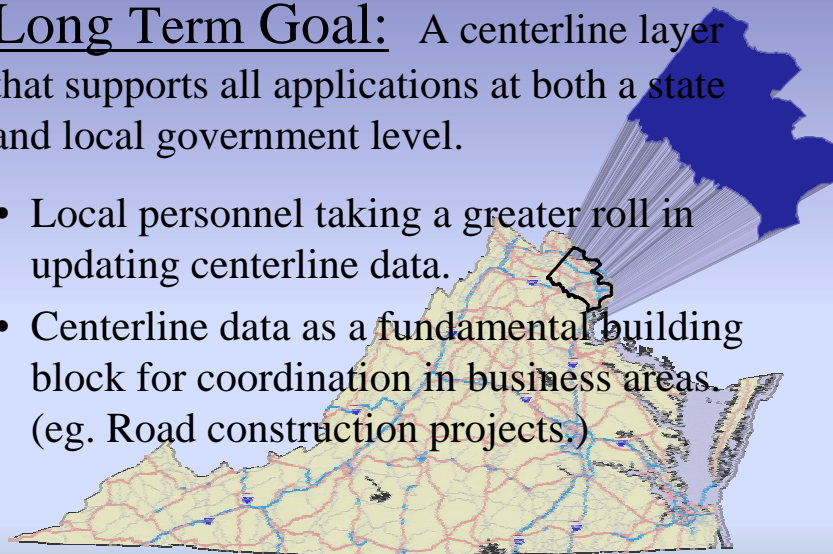 Long Term Goal: A centerline layer
that supports all applications at both a state
and local government level.
• Local personnel taking a greater roll in
updating centerline data.
• Centerline data as a fundamental building
block for coordination in business areas.
(eg. Road construction projects.)